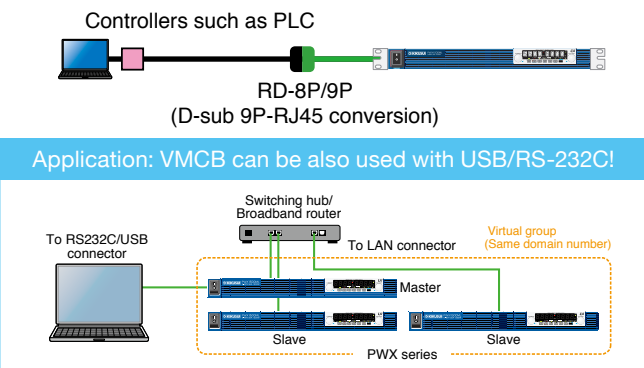 Controllers such as PLC
RD-8P/9P
(D-sub 9P-RJ45 conversion)
Application: VMCB can be also used with USB/RS-232C!
Switching hub/
Broadband router
To RS232C/USB
connector
To LAN connector
Virtual group
(Same domain number)
Master
Slave
Slave
PWX series